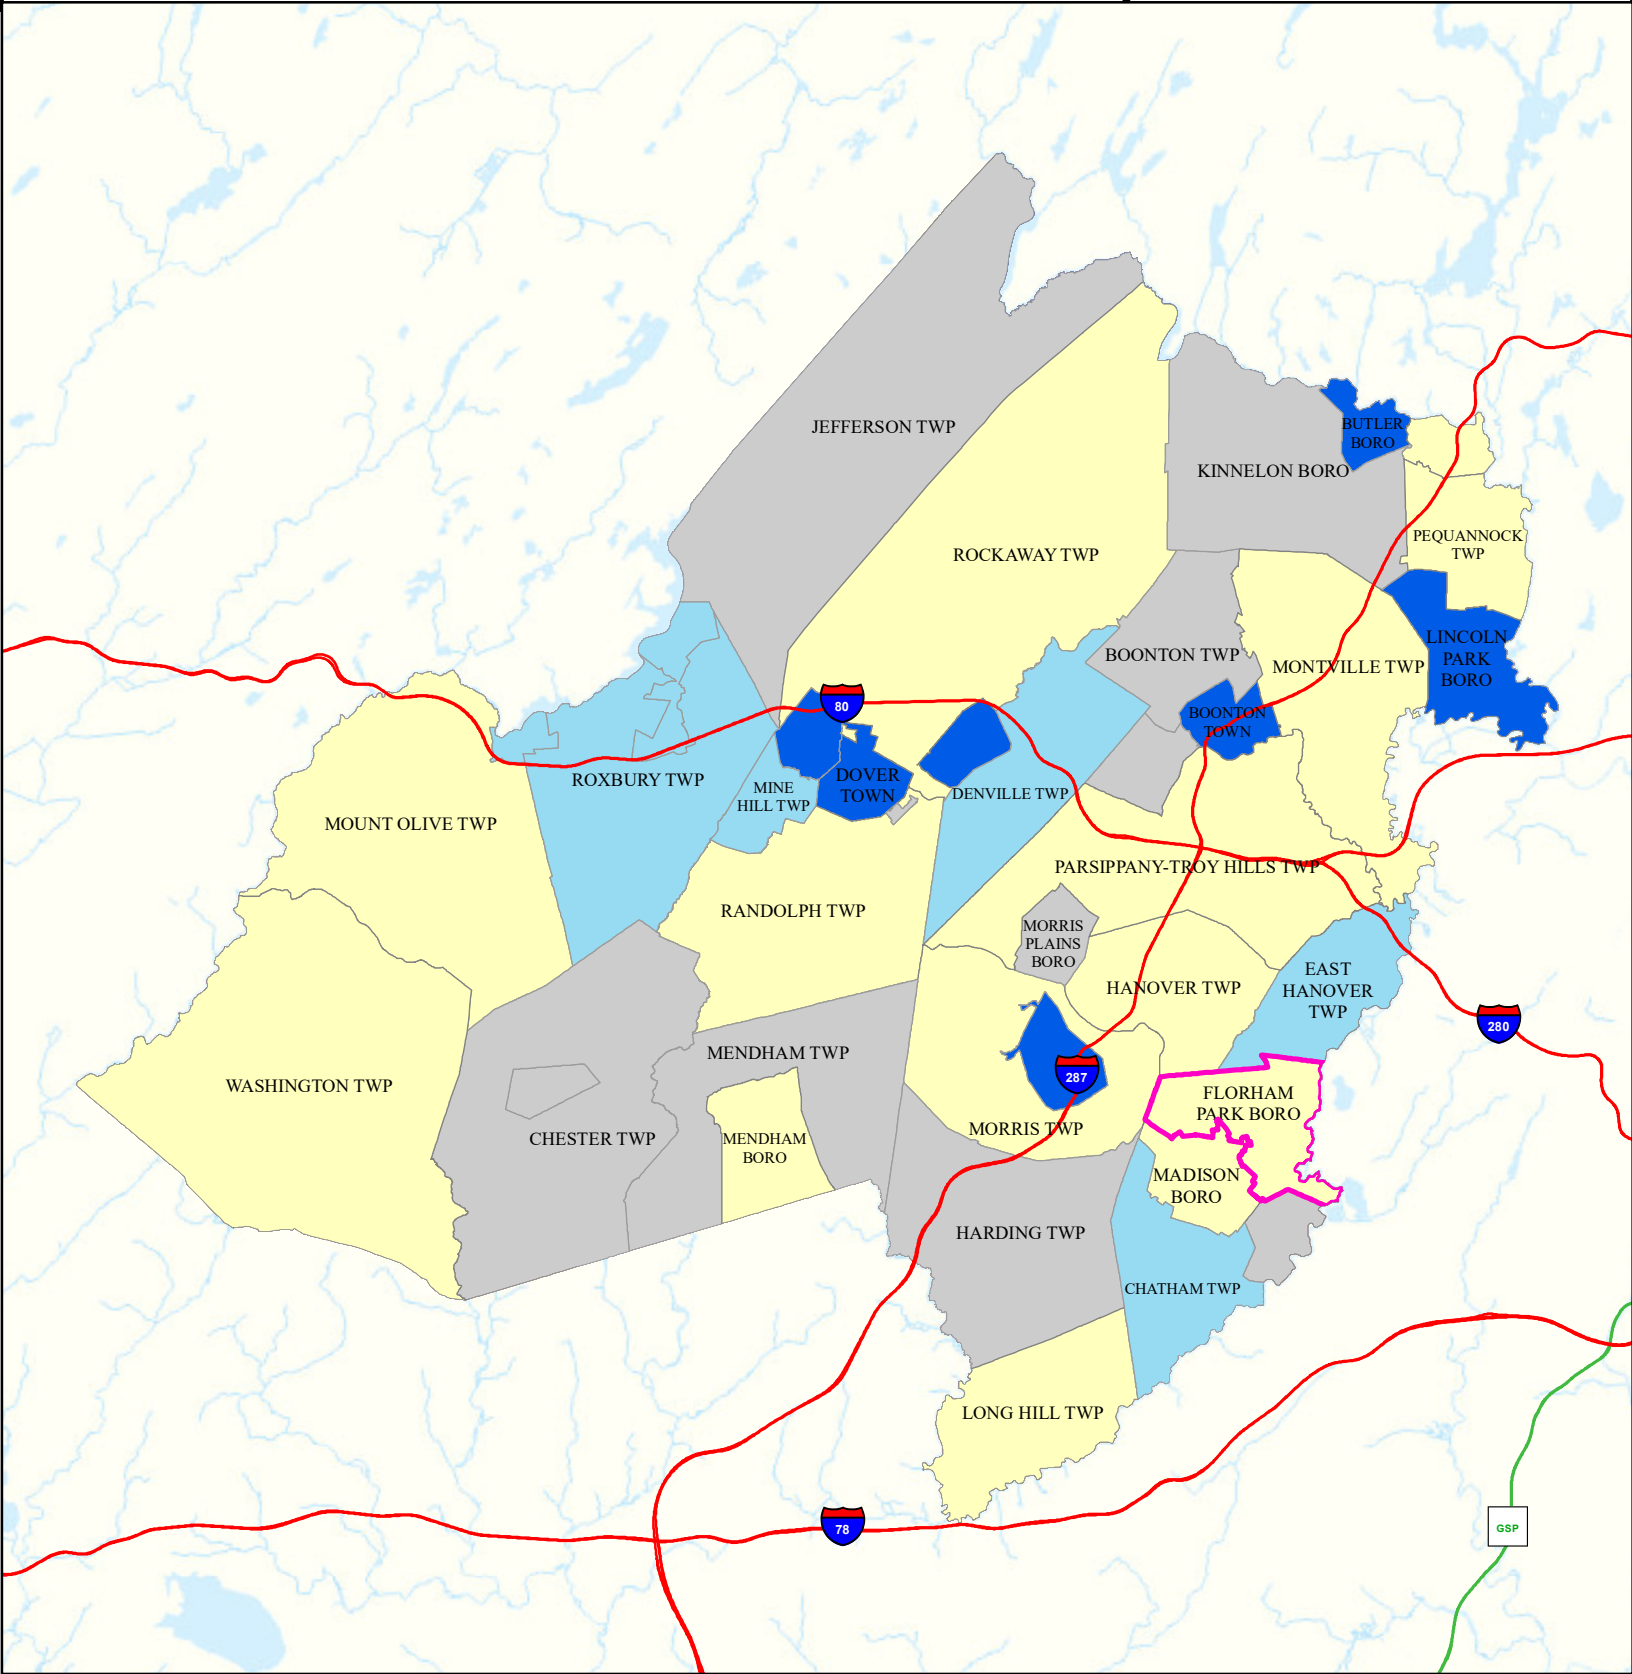 JEFFERSON TWP
BUTLER
BORO
KINNELON BORO
PEQUANNOCK
TWP
ROCKAWAY TWP
LINCOLN
PARK
BORO
BOONTON TWP
MONTVILLE TWP
80
BOONTON
TOWN
ROXBURY TWP
MINE
HILL TWP
DOVER
TOWN
DENVILLE TWP
MOUNT OLIVE TWP
PARSIPPANY-TROY HILLS TWP
RANDOLPH TWP
MORRIS
PLAINS
BORO
EAST
HANOVER
TWP
HANOVER TWP
280
MENDHAM TWP
287
WASHINGTON TWP
FLORHAM
PARK BORO
CHESTER TWP
MENDHAM
BORO
MORRIS TWP
MADISON
BORO
HARDING TWP
CHATHAM TWP
LONG HILL TWP
78
GSP